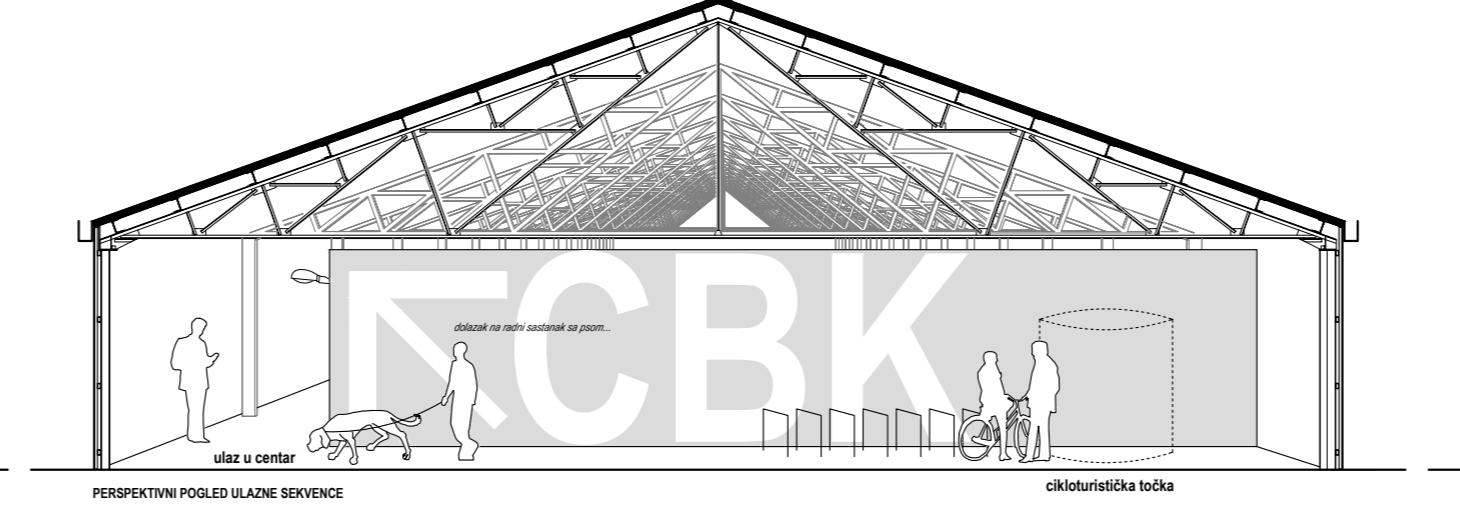 CBK
dolazak na radni sastanak sa psom...
ulaz u centar
cikloturistička točka
PERSPEKTIVNI POGLED ULAZNE SEKVENCE